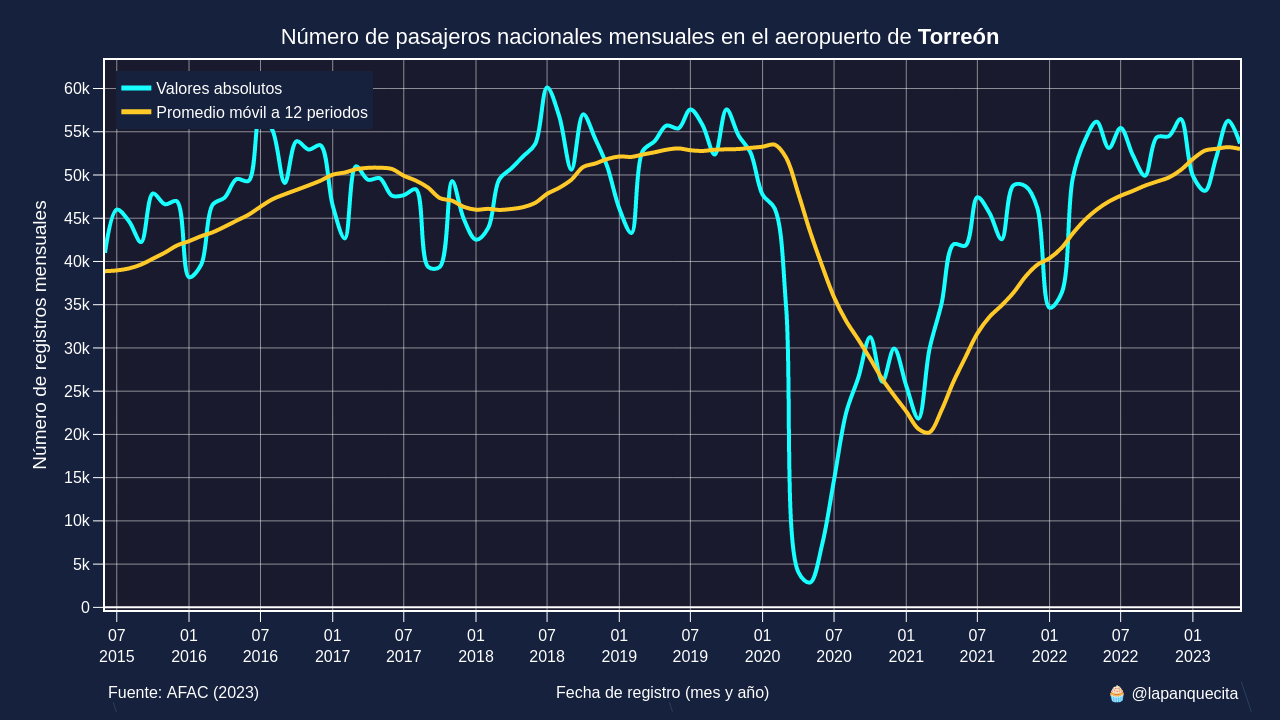 Número de pasajeros nacionales mensuales en el aeropuerto de Torreón
Valores absolutos
Promedio móvil a 12 periodos
Número de registros mensuales
60k
55k
50k
45k
40k
35k
30k
25k
20k
15k
10k
5k
0
07 01 07 01 07 01 07 01 07 01 07 01 07 01 07 01
2015 2016 2016 2017 2017 2018 2018 2019 2019 2020 2020 2021 2021 2022 2022 2023
Fuente: AFAC (2023) Fecha de registro (mes y año) 🧁 @lapanquecita